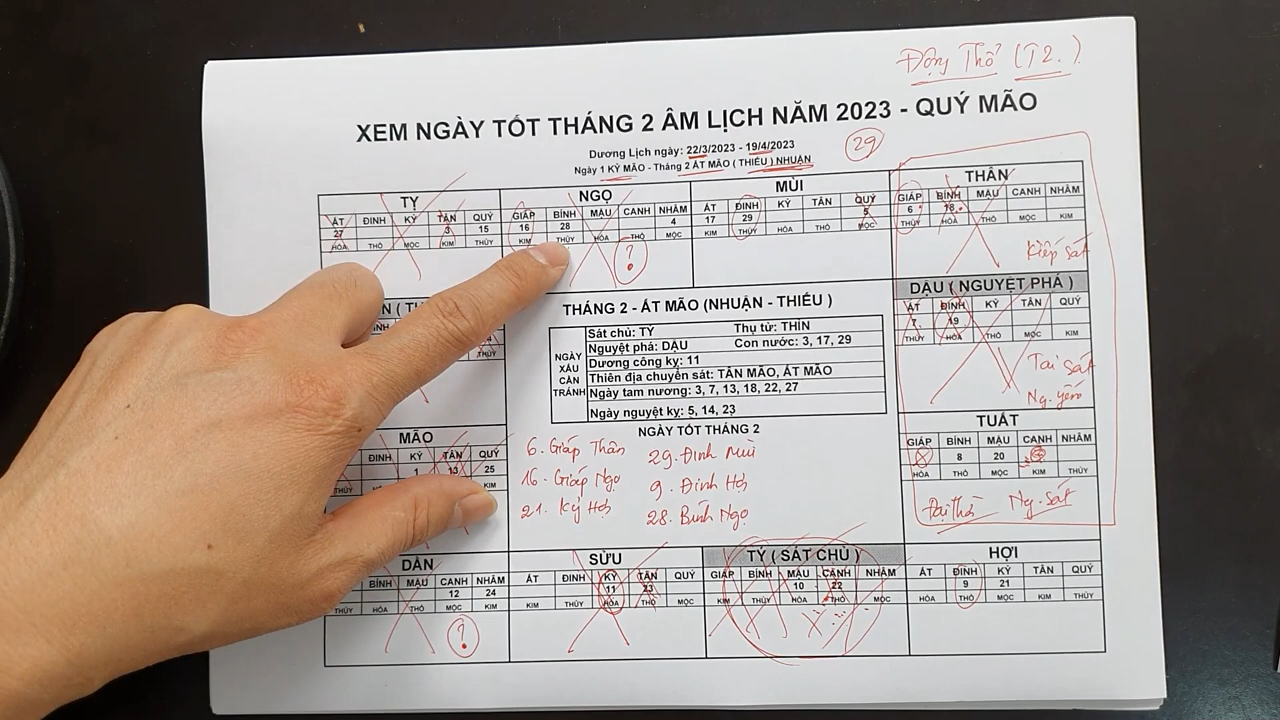 Động Thổ (T2.)
XEM NGÀY TỐT THÁNG 2 ÂM LỊCH NĂM 2023 - QUÝ MÃO
Dương Lịch ngày: 22/3/2023 - 19/4/2023
29
Ngày 1 KỶ MÃO - Tháng 2 ẤT MÃO ( THIẾU ) NHUẬN
TỴ
ẤT ĐINH KỶ TÂN QUÝ
27 3 15
HỎA THỔ MỘC KIM THỦY
NGỌ
GIÁP BÍNH MẬU CANH NHÂM
16 28 4
KIM THỦY HỎA THỔ MỘC
?
MÙI
ẤT ĐINH KỶ TÂN QUÝ
17 29 5
KIM THỦY HỎA THỔ MỘC
THÂN
GIÁP BÍNH MẬU CANH NHÂM
6 18
THỦY HỎA THỔ MỘC KIM
Kiếp sát
DẬU ( NGUYỆT PHÁ )
ẤT ĐINH KỶ TÂN QUÝ
7 19
THỦY HỎA THỔ MỘC KIM
Tai sát
Ng. yếm
THỦY
THÁNG 2 - ẤT MÃO (NHUẬN - THIẾU )
NGÀY XẤU CẦN TRÁNH
Sát chủ: TÝ Thụ tử: THÌN
Nguyệt phá: DẬU Con nước: 3, 17, 29
Dương công kỵ: 11
Thiên địa chuyển sát: TÂN MÃO, ẤT MÃO
Ngày tam nương: 3, 7, 13, 18, 22, 27
Ngày nguyệt kỵ: 5, 14, 23
NGÀY TỐT THÁNG 2
6. Giáp Thân 29. Đinh Mùi
16. Giáp Ngọ 9. Đinh Hợi
21. Kỷ Hợi 28. Bính Ngọ
MÃO
ĐINH KỶ TÂN QUÝ
1 13 25
THỦY KIM
TUẤT
GIÁP BÍNH MẬU CANH NHÂM
8 20
HỎA THỔ MỘC KIM THỦY
Đại thời Ng. sát
DẦN
BÍNH MẬU CANH NHÂM
12 24
THỦY HỎA THỔ MỘC KIM
?
SỬU
ẤT ĐINH KỶ TÂN QUÝ
11 23
KIM THỦY HỎA THỔ MỘC
TÝ ( SÁT CHỦ )
GIÁP BÍNH MẬU CANH NHÂM
10 22
KIM THỦY HỎA THỔ MỘC
HỢI
ẤT ĐINH KỶ TÂN QUÝ
9 21
HỎA THỔ MỘC KIM THỦY